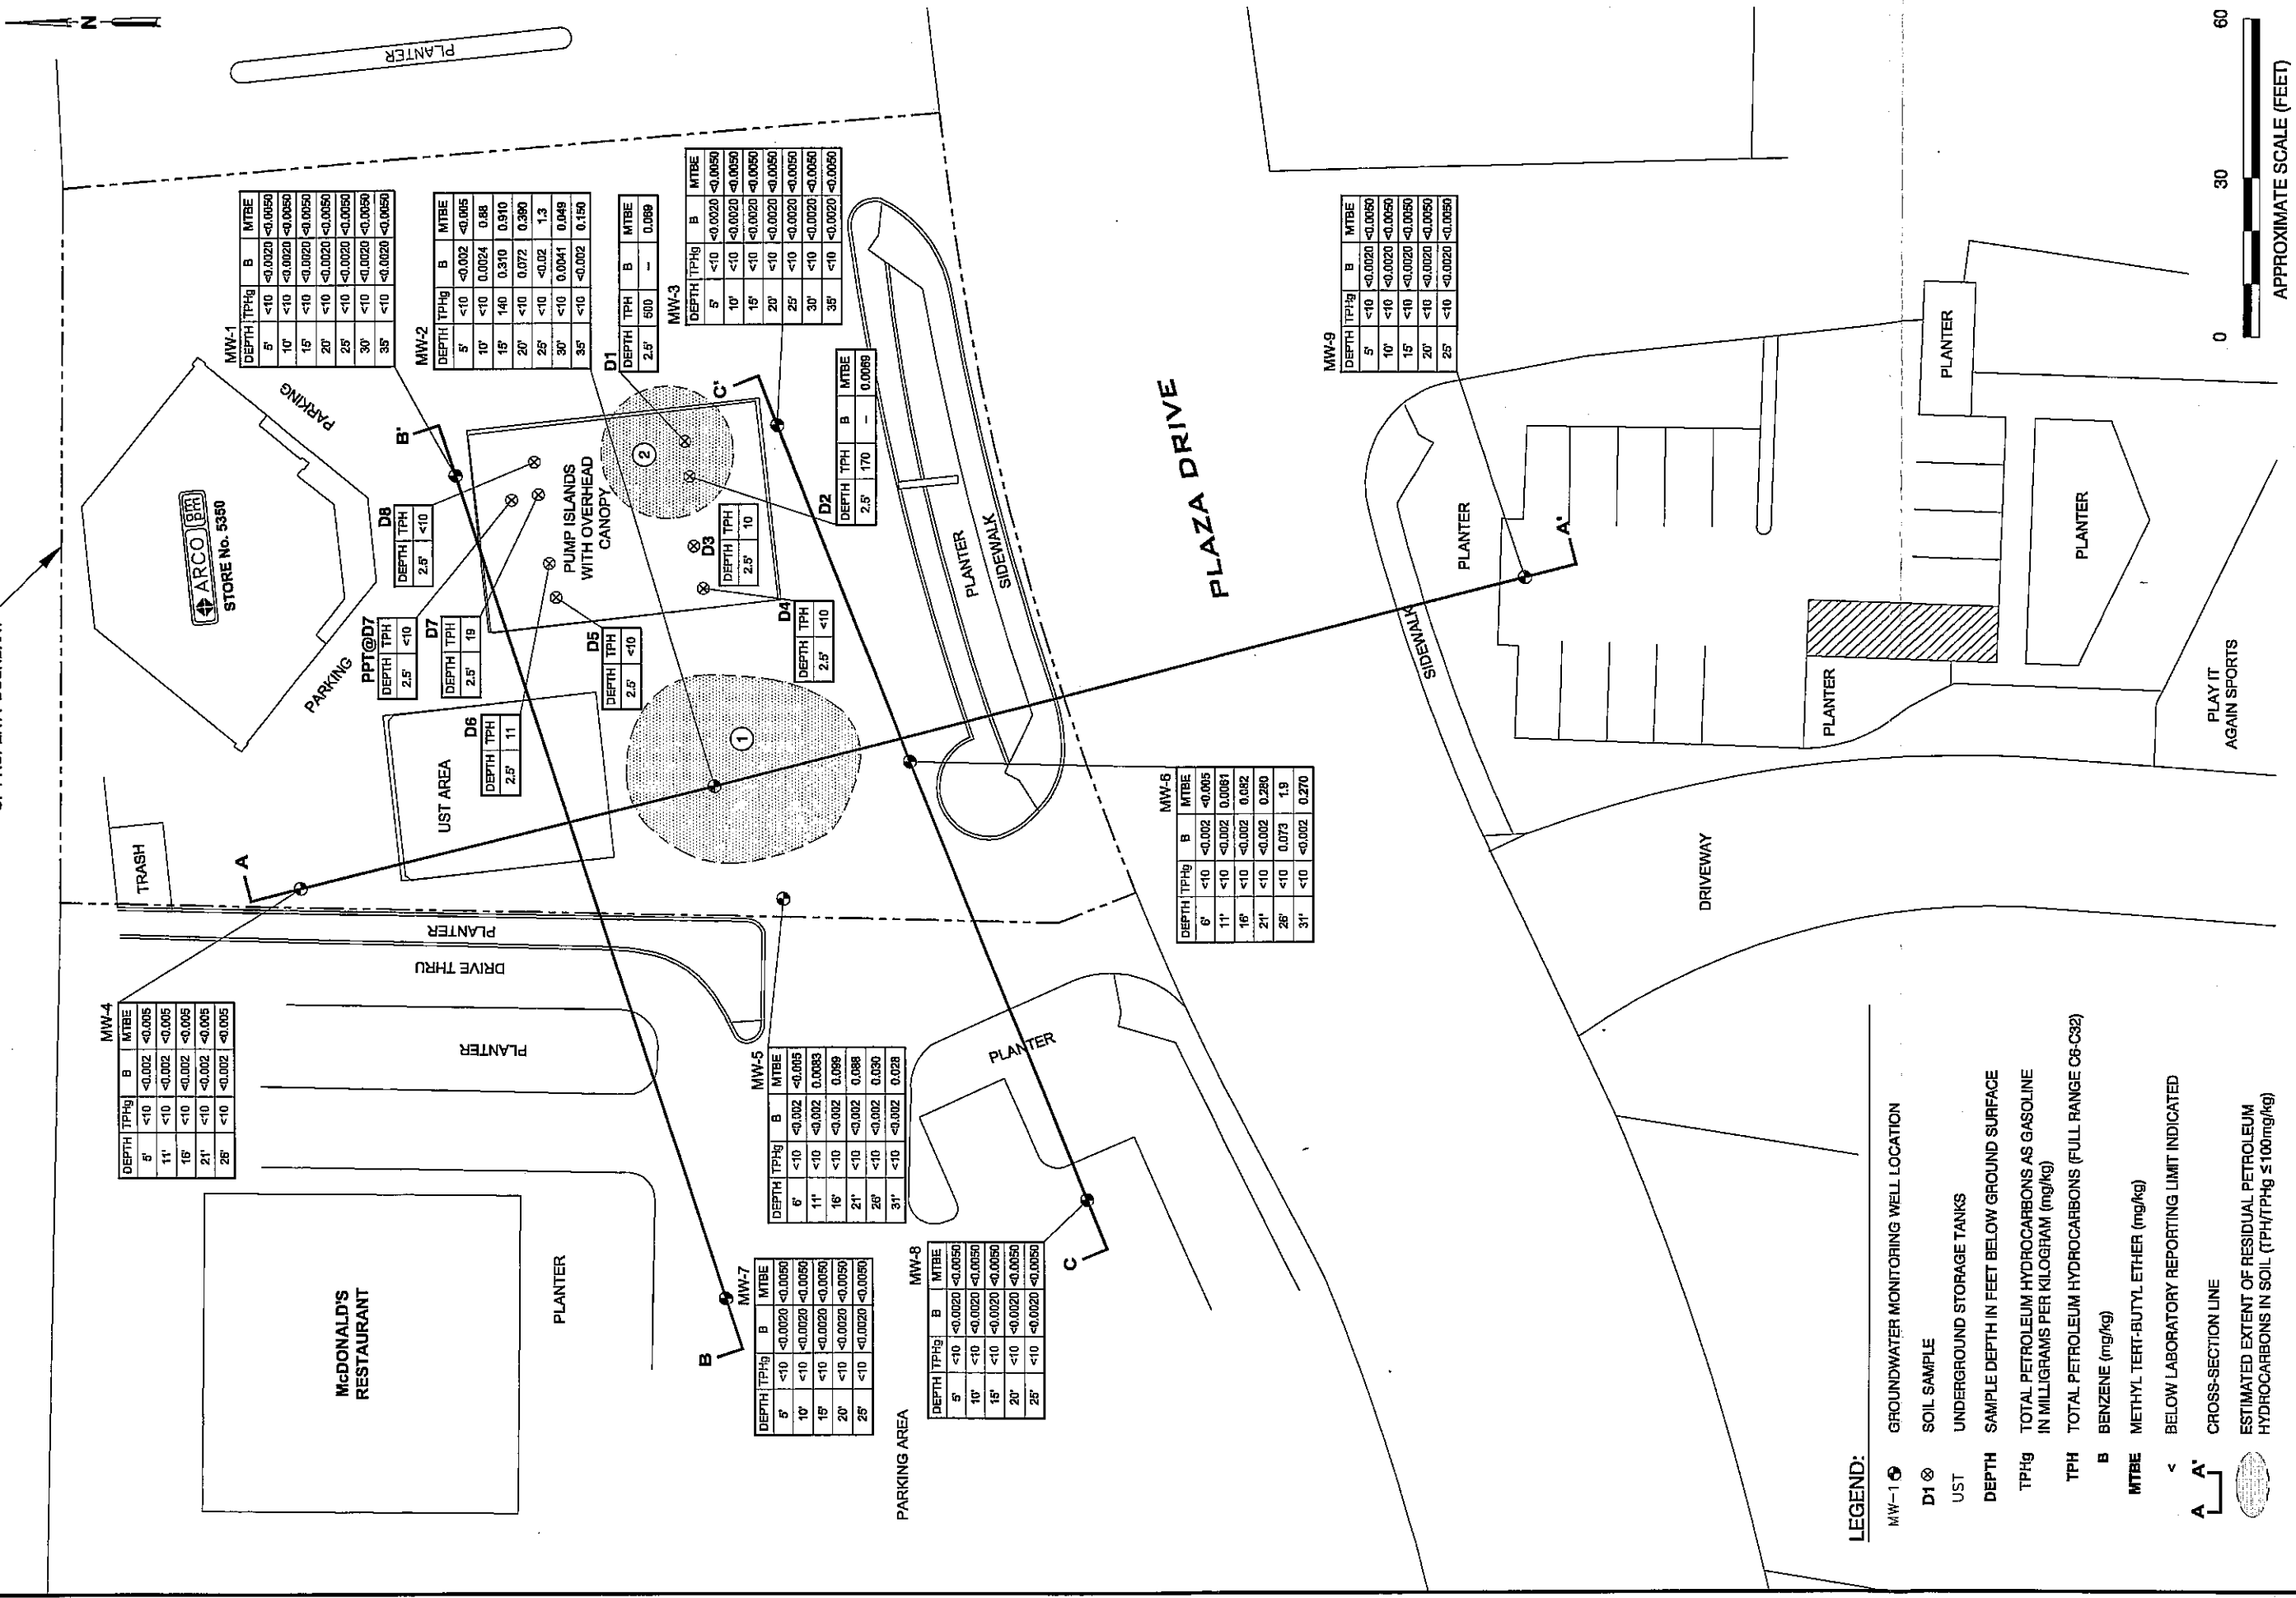 N
PLANTER
ARCO am pm
STORE No. 5350
PARKING
PARKING
TRASH
UST AREA
PUMP ISLANDS
WITH OVERHEAD
CANOPY
1
2
MW-1
DEPTH TPHg B MTBE
5' <10 <0.0020 <0.0050
10' <10 <0.0020 <0.0050
15' <10 <0.0020 <0.0050
20' <10 <0.0020 <0.0050
25' <10 <0.0020 <0.0050
30' <10 <0.0020 <0.0050
35' <10 <0.0020 <0.0050
MW-2
DEPTH TPHg B MTBE
5' <10 <0.002 <0.005
10' <10 0.0024 0.88
15' 140 0.310 0.910
20' <10 0.072 0.390
25' <10 <0.02 1.3
30' <10 0.0041 0.049
35' <10 <0.002 0.150
D1
DEPTH TPH B MTBE
2.5' 500 – 0.069
MW-3
DEPTH TPHg B MTBE
5' <10 <0.0020 <0.0050
10' <10 <0.0020 <0.0050
15' <10 <0.0020 <0.0050
20' <10 <0.0020 <0.0050
25' <10 <0.0020 <0.0050
30' <10 <0.0020 <0.0050
35' <10 <0.0020 <0.0050
D2
DEPTH TPH B MTBE
2.5' 170 – 0.0069
D3
DEPTH TPH
2.5' 10
D4
DEPTH TPH
2.5' <10
D5
DEPTH TPH
2.5' <10
D6
DEPTH TPH
2.5' 11
D7
DEPTH TPH
2.5' 19
PPT@D7
DEPTH TPH
2.5' <10
D8
DEPTH TPH
2.5' <10
MW-4
DEPTH TPHg B MTBE
5' <10 <0.002 <0.005
11' <10 <0.002 <0.005
16' <10 <0.002 <0.005
21' <10 <0.002 <0.005
26' <10 <0.002 <0.005
MW-5
DEPTH TPHg B MTBE
6' <10 <0.002 <0.005
11' <10 <0.002 0.0083
16' <10 <0.002 0.099
21' <10 <0.002 0.088
26' <10 <0.002 0.030
31' <10 <0.002 0.028
MW-6
DEPTH TPHg B MTBE
6' <10 <0.002 <0.005
11' <10 <0.002 0.0061
16' <10 <0.002 0.082
21' <10 <0.002 0.280
26' <10 0.073 1.9
31' <10 <0.002 0.270
MW-7
DEPTH TPHg B MTBE
5' <10 <0.0020 <0.0050
10' <10 <0.0020 <0.0050
15' <10 <0.0020 <0.0050
20' <10 <0.0020 <0.0050
25' <10 <0.0020 <0.0050
MW-8
DEPTH TPHg B MTBE
5' <10 <0.0020 <0.0050
10' <10 <0.0020 <0.0050
15' <10 <0.0020 <0.0050
20' <10 <0.0020 <0.0050
25' <10 <0.0020 <0.0050
MW-9
DEPTH TPHg B MTBE
5' <10 <0.0020 <0.0050
10' <10 <0.0020 <0.0050
15' <10 <0.0020 <0.0050
20' <10 <0.0020 <0.0050
25' <10 <0.0020 <0.0050
A
A'
B
B'
C
C'
PLANTER
DRIVE THRU
PLANTER
McDONALD'S
RESTAURANT
PLANTER
PARKING AREA
PLANTER
PLANTER
SIDEWALK
PLAZA DRIVE
SIDEWALK
PLANTER
PLANTER
PLANTER
PLANTER
DRIVEWAY
PLAY IT
AGAIN SPORTS
0 30 60
APPROXIMATE SCALE (FEET)
LEGEND:
MW-1 GROUNDWATER MONITORING WELL LOCATION
D1 SOIL SAMPLE
UST UNDERGROUND STORAGE TANKS
DEPTH SAMPLE DEPTH IN FEET BELOW GROUND SURFACE
TPHg TOTAL PETROLEUM HYDROCARBONS AS GASOLINE
IN MILLIGRAMS PER KILOGRAM (mg/kg)
TPH TOTAL PETROLEUM HYDROCARBONS (FULL RANGE C6-C32)
B BENZENE (mg/kg)
MTBE METHYL TERT-BUTYL ETHER (mg/kg)
< BELOW LABORATORY REPORTING LIMIT INDICATED
A A' CROSS-SECTION LINE
ESTIMATED EXTENT OF RESIDUAL PETROLEUM
HYDROCARBONS IN SOIL (TPH/TPHg ≤100mg/kg)